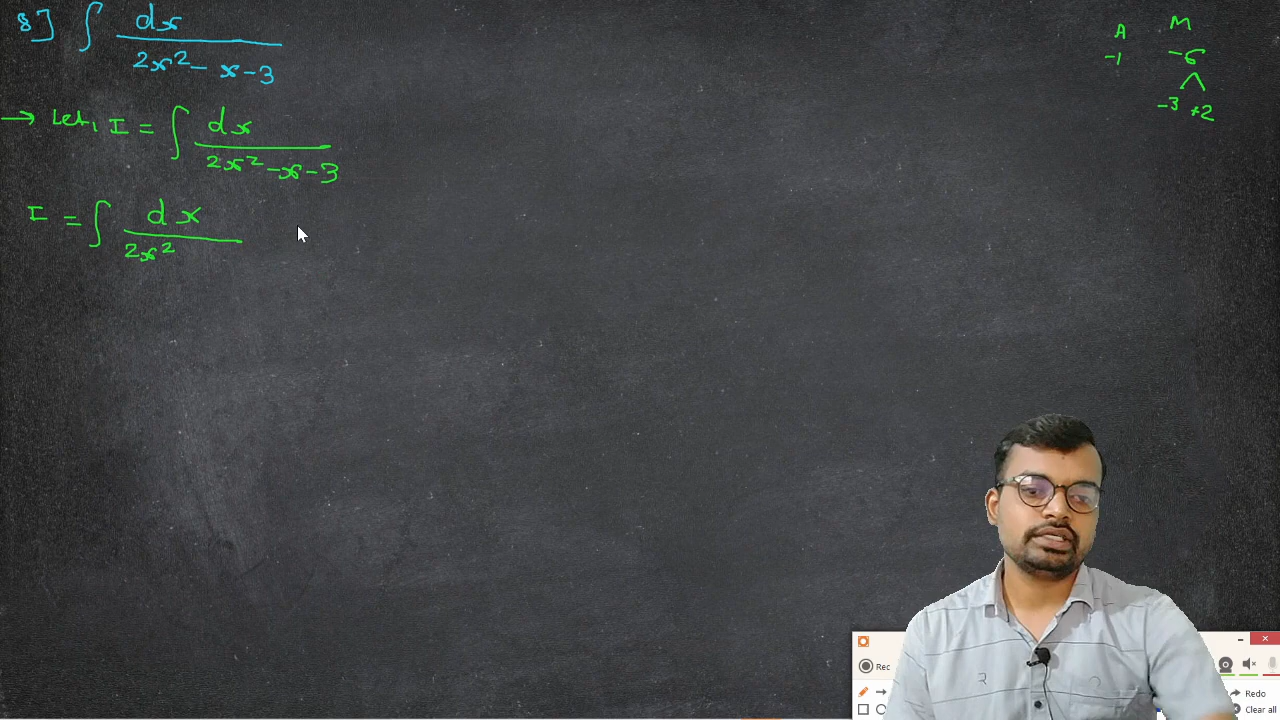 8] ∫ dx / 2x² - x - 3
→ Let, I = ∫ dx / 2x² - x - 3
I = ∫ dx / 2x²
A M
-1 -6
-3 +2
Rec
Redo
Clear all